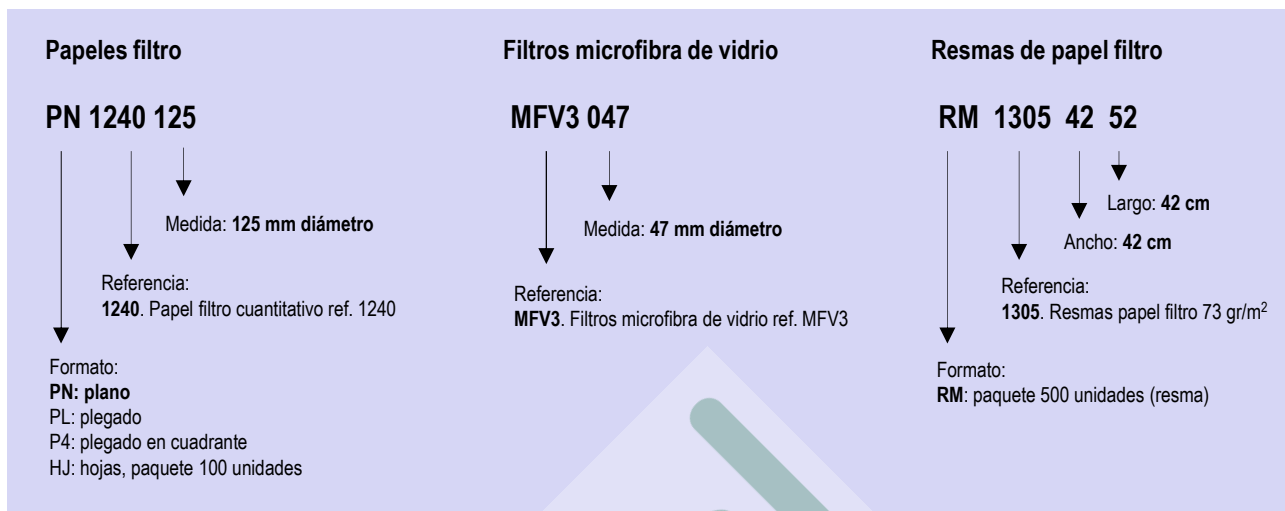 Papeles filtro
PN 1240 125
Medida: 125 mm diámetro
Referencia:
1240. Papel filtro cuantitativo ref. 1240
Formato:
PN: plano
PL: plegado
P4: plegado en cuadrante
HJ: hojas, paquete 100 unidades
Filtros microfibra de vidrio
MFV3 047
Medida: 47 mm diámetro
Referencia:
MFV3. Filtros microfibra de vidrio ref. MFV3
Resmas de papel filtro
RM 1305 42 52
Largo: 42 cm
Ancho: 42 cm
Referencia:
1305. Resmas papel filtro 73 gr/m²
Formato:
RM: paquete 500 unidades (resma)